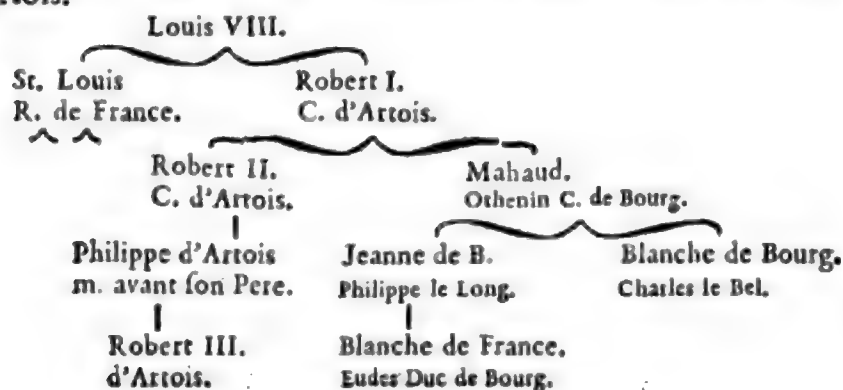 Louis VIII.
St. Louis Robert I.
R. de France. C. d'Artois.
Robert II. Mahaud.
C. d'Artois. Othenin C. de Bourg.
Philippe d'Artois Jeanne de B. Blanche de Bourg.
m. avant ſon Pere. Philippe le Long. Charles le Bel.
Robert III. Blanche de France.
d'Artois. Eudes Duc de Bourg.